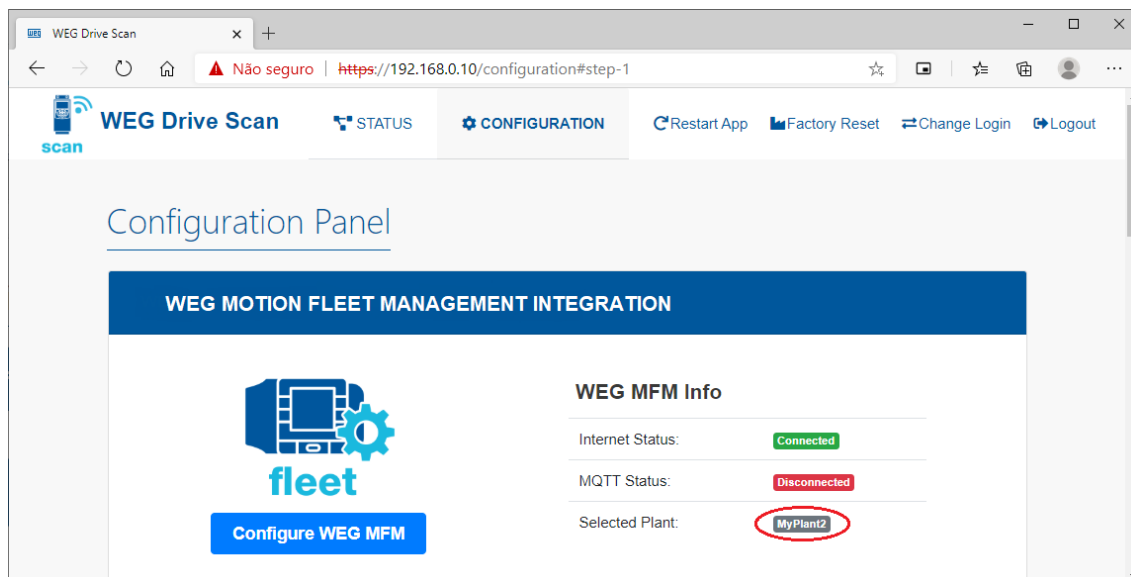 WEG Drive Scan
Não seguro | https://192.168.0.10/configuration#step-1
scan
WEG Drive Scan
STATUS
CONFIGURATION
Restart App
Factory Reset
Change Login
Logout
Configuration Panel
WEG MOTION FLEET MANAGEMENT INTEGRATION
fleet
Configure WEG MFM
WEG MFM Info
Internet Status: Connected
MQTT Status: Disconnected
Selected Plant: MyPlant2